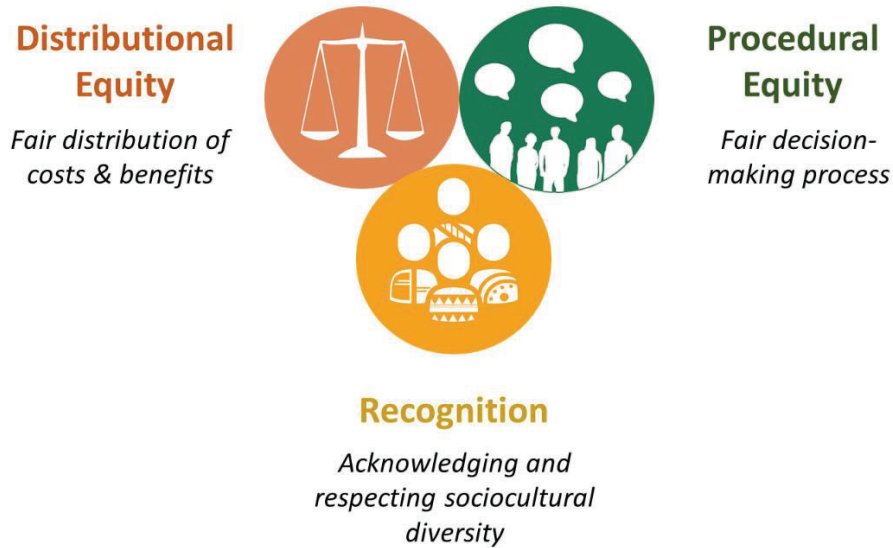 Distributional
Equity
Fair distribution of
costs & benefits
Procedural
Equity
Fair decision-
making process
Recognition
Acknowledging and
respecting sociocultural
diversity